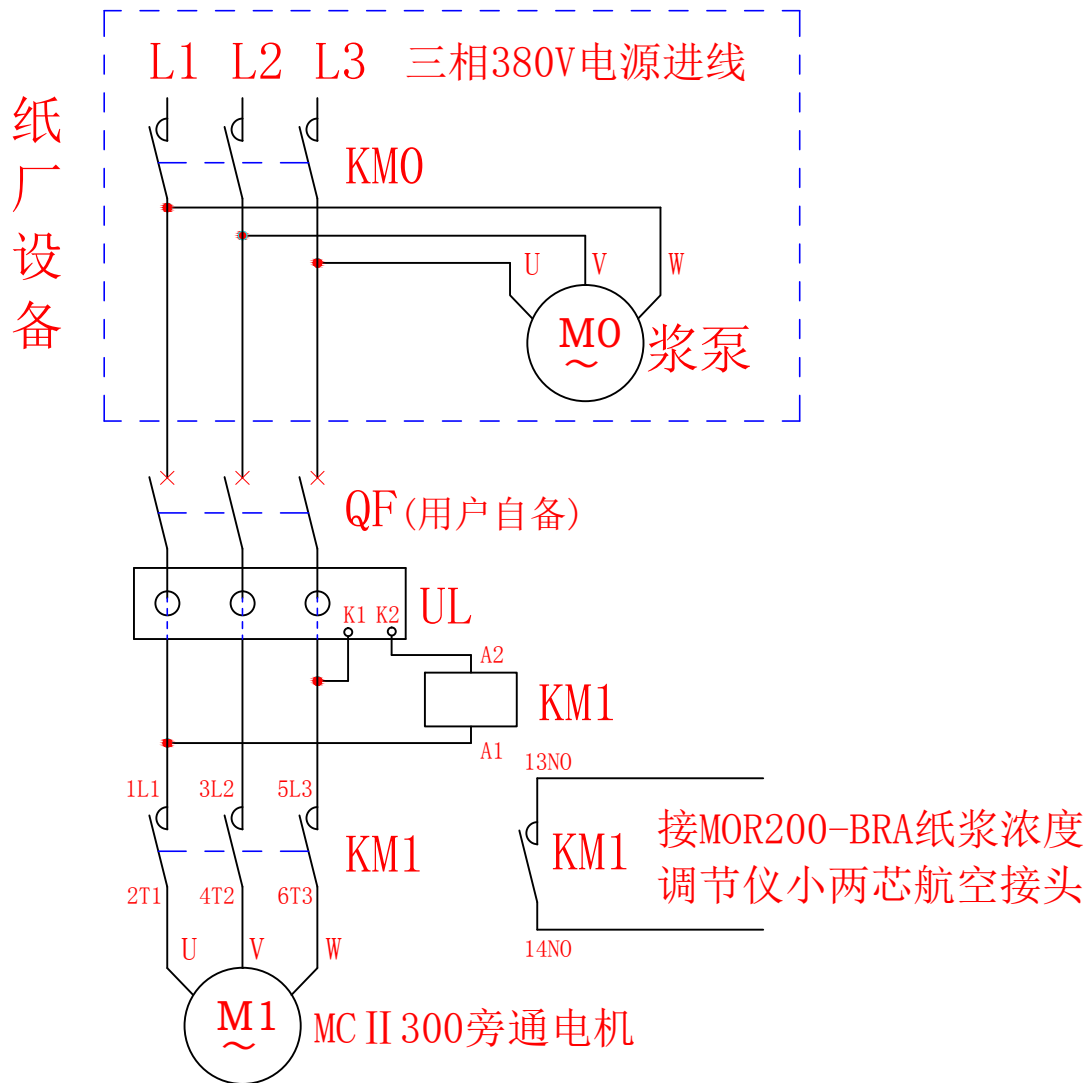 L1 L2 L3 三相380V电源进线
纸厂设备
KM0
U V W
M0
~
浆泵
QF(用户自备)
UL
K1 K2
A2
KM1
A1
13NO
1L1 3L2 5L3
KM1
KM1
接MOR200-BRA纸浆浓度
调节仪小两芯航空接头
2T1 4T2 6T3
14NO
U V W
M1
~
MCⅡ300旁通电机